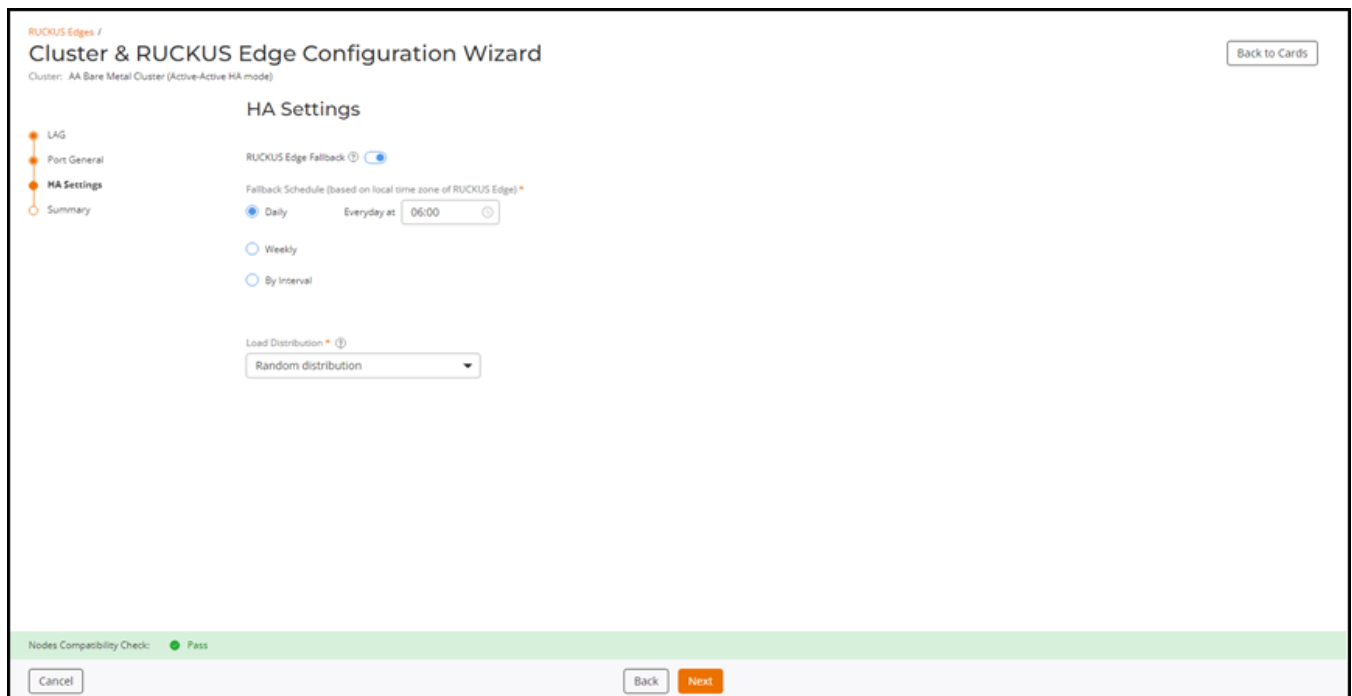 RUCKUS Edges /
Cluster & RUCKUS Edge Configuration Wizard
Back to Cards
Cluster: AA Bare Metal Cluster (Active-Active HA mode)
HA Settings
LAG
Port General
HA Settings
Summary
RUCKUS Edge Fallback
Fallback Schedule (based on local time zone of RUCKUS Edge) *
Daily Everyday at 06:00
Weekly
By Interval
Load Distribution *
Random distribution
Nodes Compatibility Check: Pass
Cancel Back Next